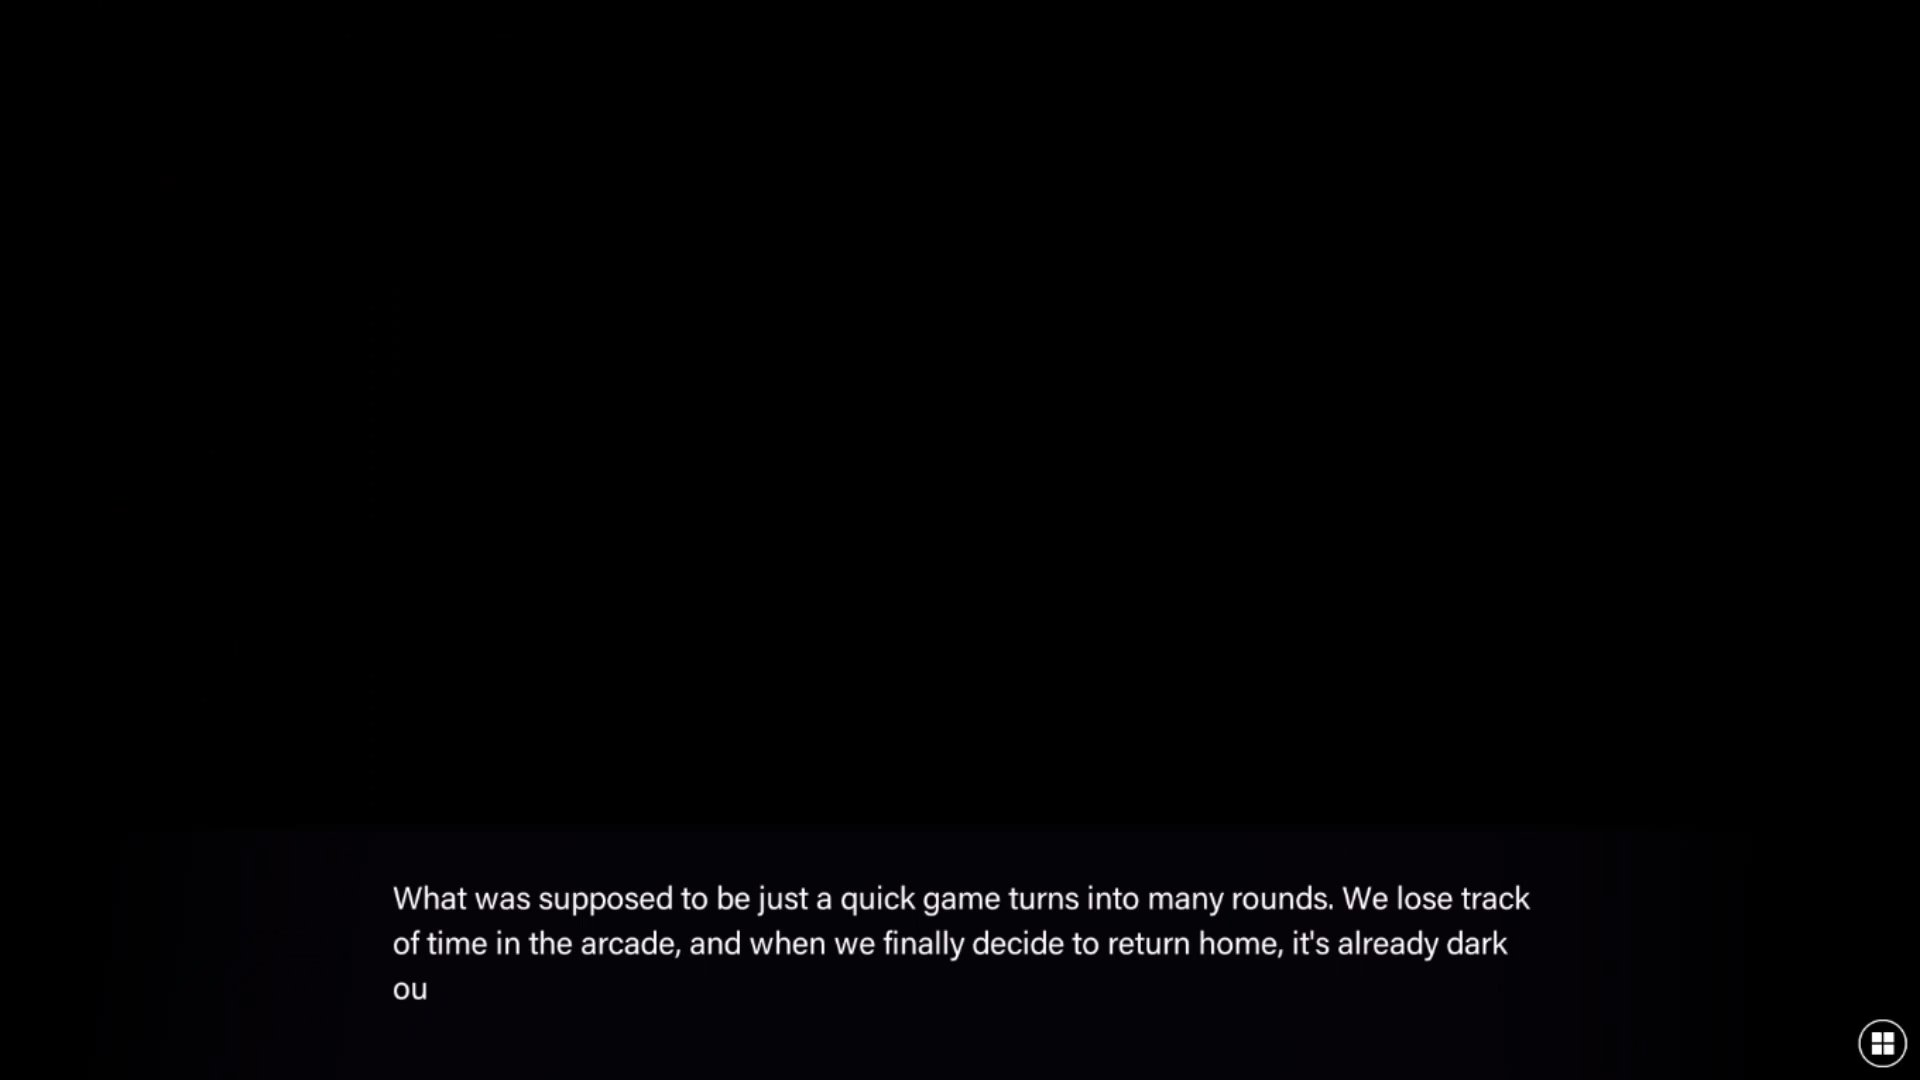 What was supposed to be just a quick game turns into many rounds. We lose track
of time in the arcade, and when we finally decide to return home, it's already dark
ou